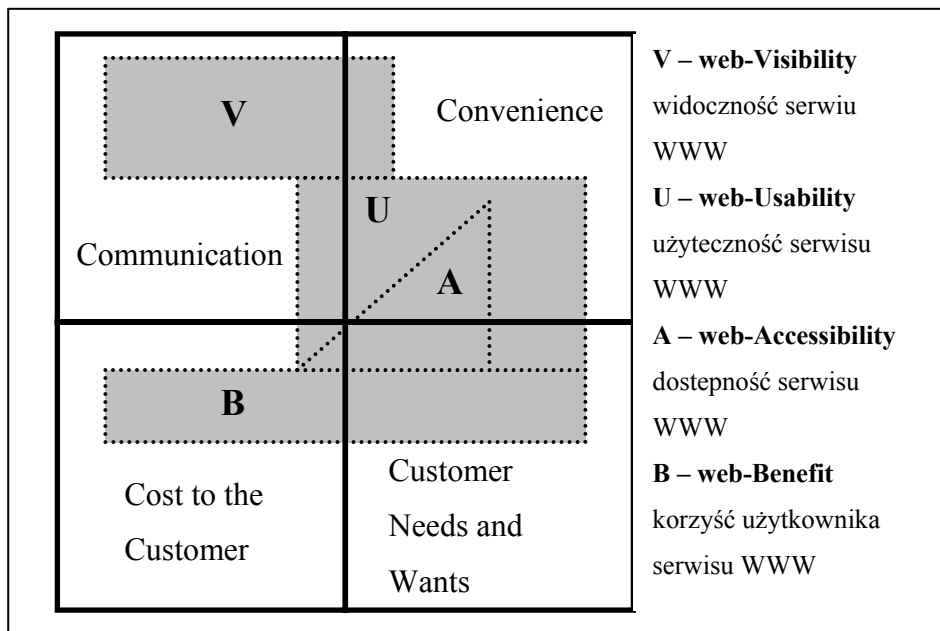 V
Convenience
U
Communication
A
B
Cost to the
Customer
Customer
Needs and
Wants
V – web-Visibility
widoczność serwiu
WWW
U – web-Usability
użyteczność serwisu
WWW
A – web-Accessibility
dostepność serwisu
WWW
B – web-Benefit
korzyść użytkownika
serwisu WWW